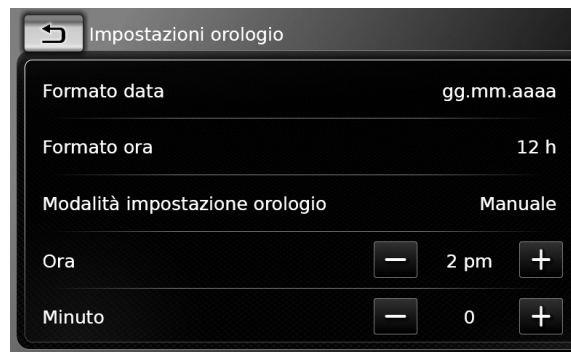 Impostazioni orologio
Formato data gg.mm.aaaa
Formato ora 12 h
Modalità impostazione orologio Manuale
Ora − 2 pm +
Minuto − 0 +